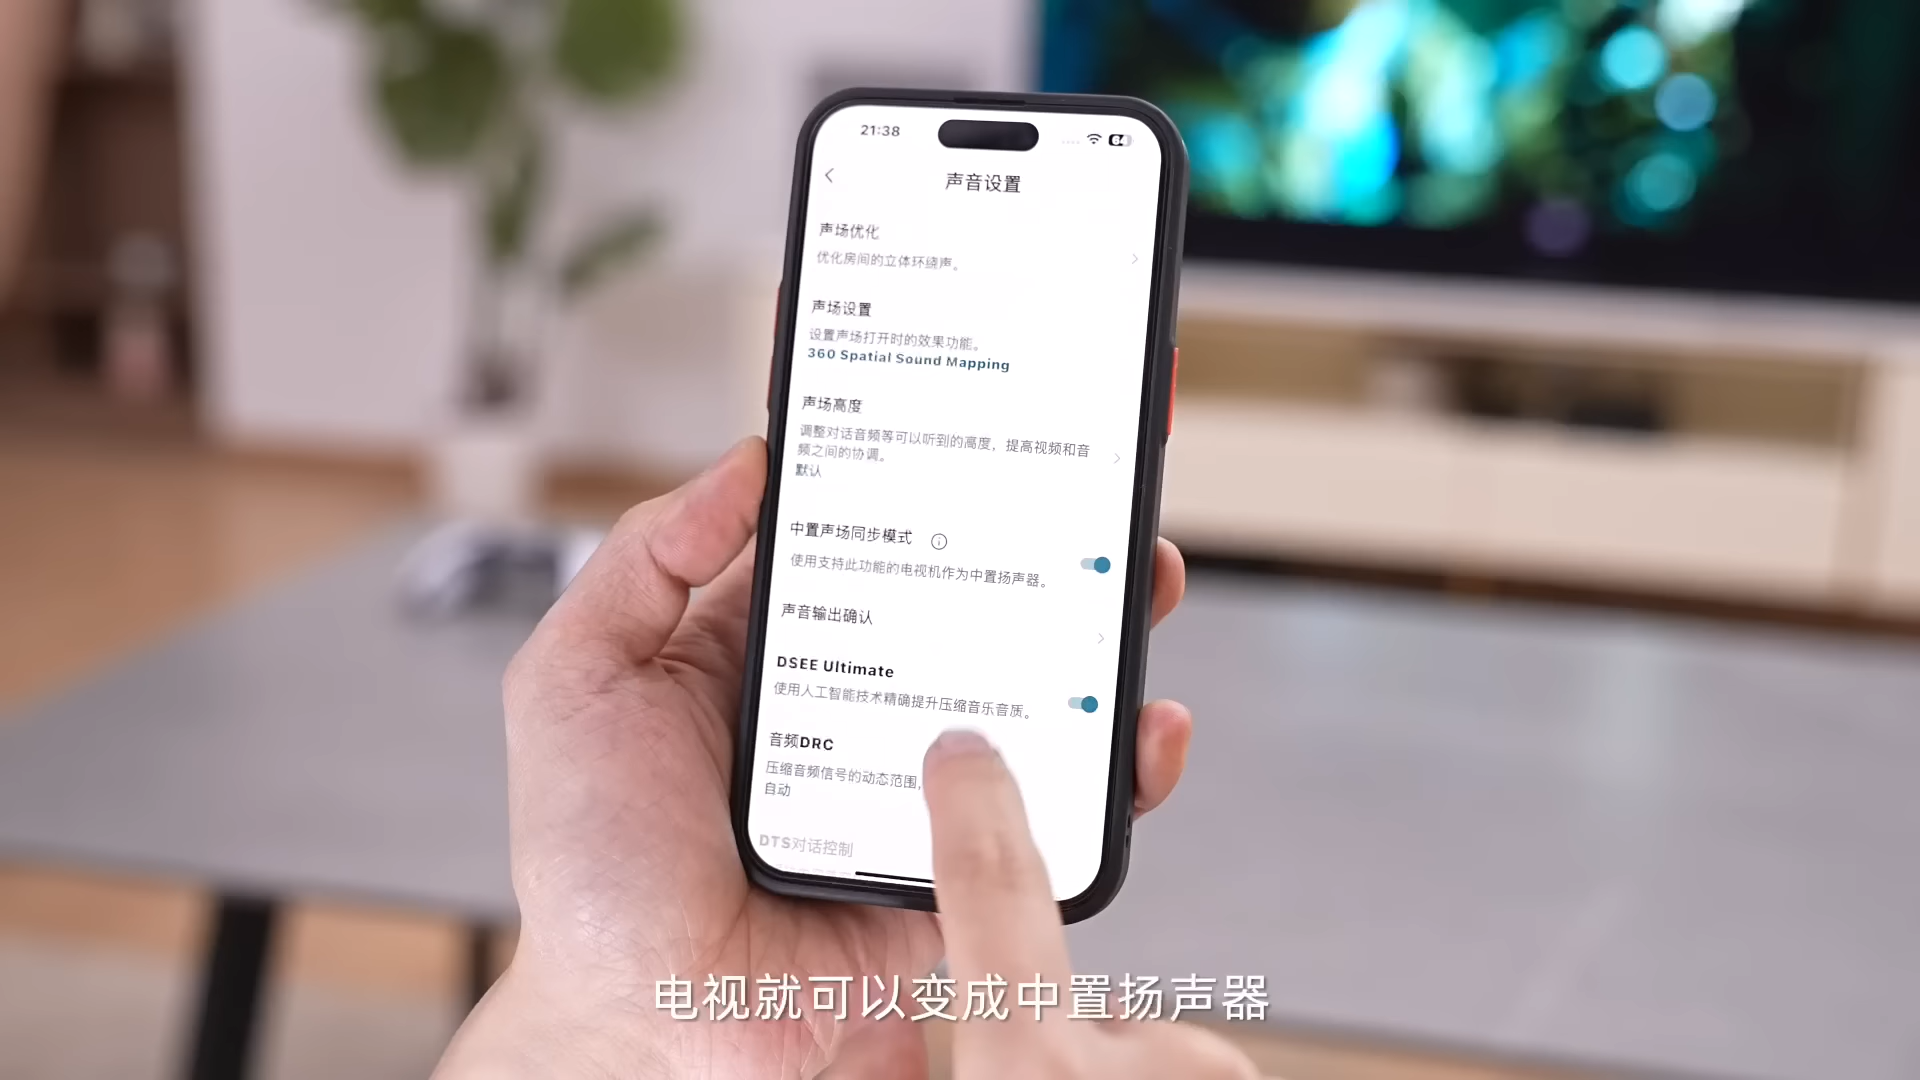 21:38
64
声音设置
声场优化
优化房间的立体环绕声。
声场设置
设置声场打开时的效果功能。
360 Spatial Sound Mapping
声场高度
调整对话音频等可以听到的高度，提高视频和音
频之间的协调。
默认
中置声场同步模式
使用支持此功能的电视机作为中置扬声器。
声音输出确认
DSEE Ultimate
使用人工智能技术精确提升压缩音乐音质。
音频DRC
压缩音频信号的动态范围，
自动
DTS对话控制
电视就可以变成中置扬声器